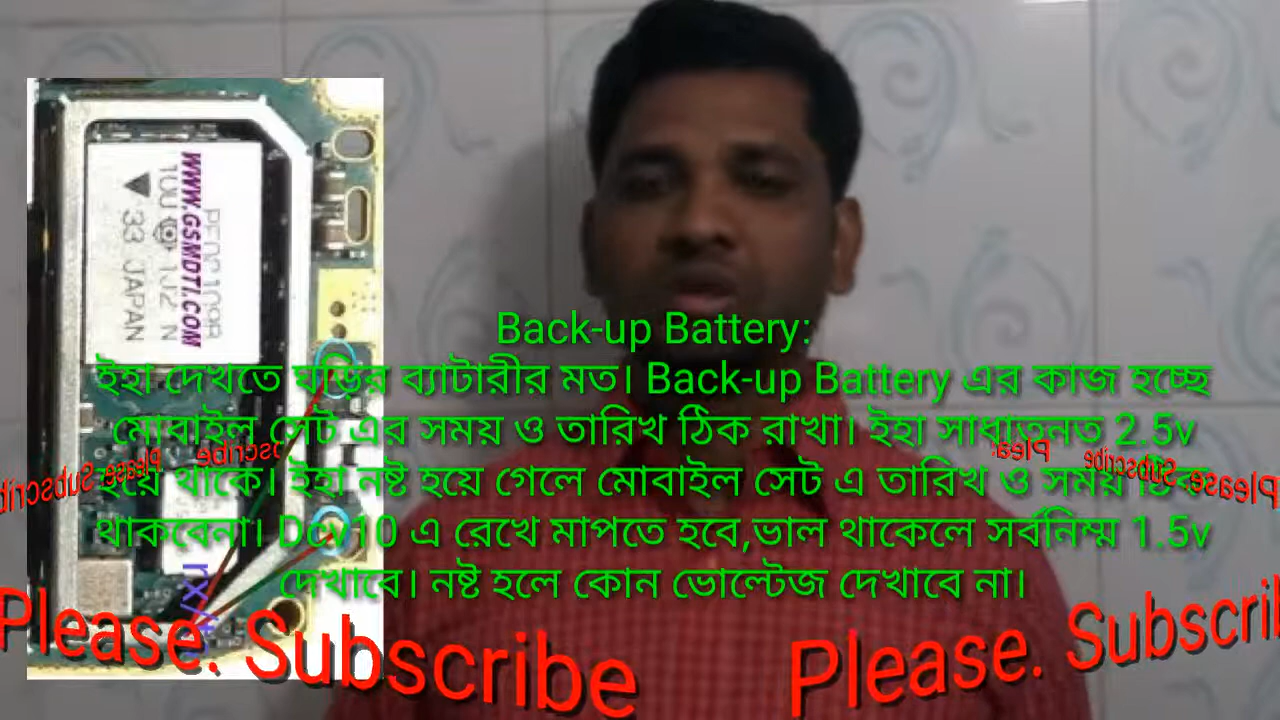 WWW.GSMDTI.COM
33 JAPAN
Back-up Battery:
ইহা দেখতে ঘড়ির ব্যাটারীর মত। Back-up Battery এর কাজ হচ্ছে
মোবাইল সেট এর সময় ও তারিখ ঠিক রাখা। ইহা সাধাতনত 2.5v
হয়ে থাকে। ইহা নষ্ট হয়ে গেলে মোবাইল সেট এ তারিখ ও সময় ঠিক
থাকবেনা। Dcv10 এ রেখে মাপতে হবে,ভাল থাকেলে সর্বনিম্ম 1.5v
দেখাবে। নষ্ট হলে কোন ভোল্টেজ দেখাবে না।
Please. Subscribe
Please. Subscri